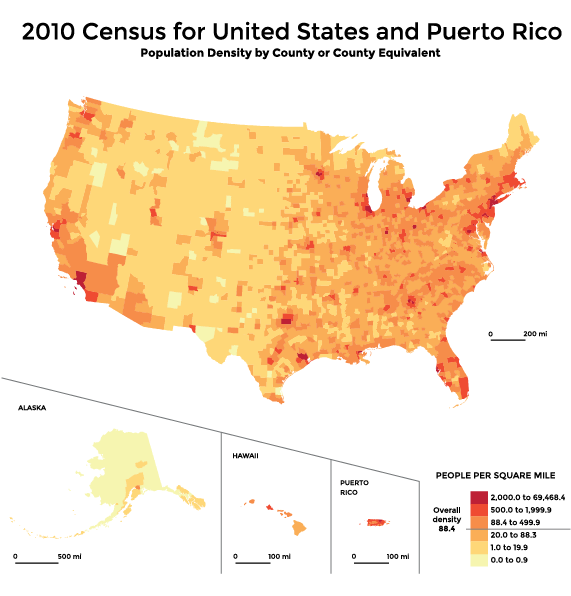 2010 Census for United States and Puerto Rico
Population Density by County or County Equivalent
0 200 mi
ALASKA
0 500 mi
HAWAII
0 100 mi
PUERTO
RICO
0 100 mi
PEOPLE PER SQUARE MILE
Overall
density
88.4
2,000.0 to 69,468.4
500.0 to 1,999.9
88.4 to 499.9
20.0 to 88.3
1.0 to 19.9
0.0 to 0.9